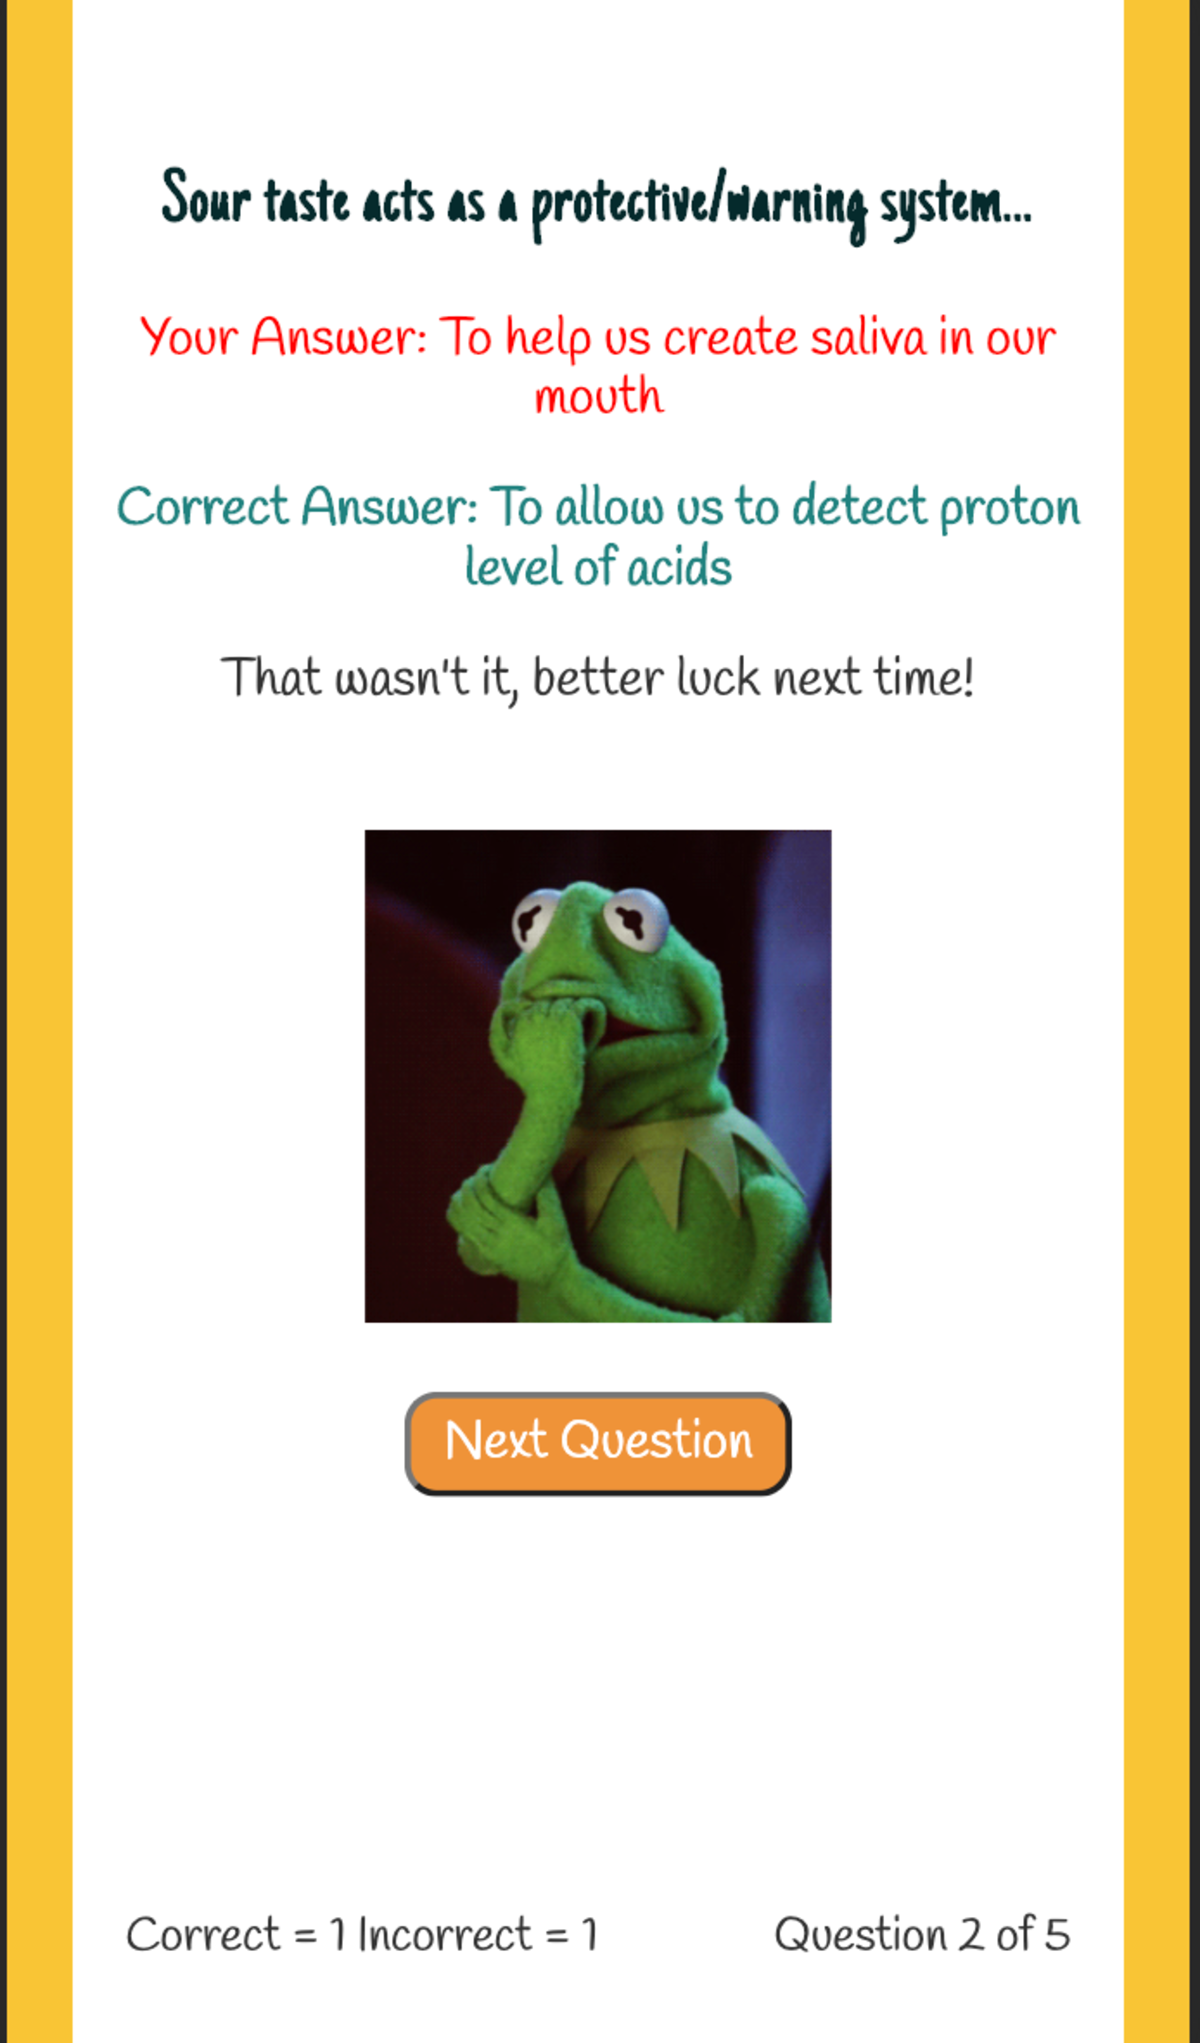 Sour taste acts as a protective/warning system...
Your Answer: To help us create saliva in our
mouth
Correct Answer: To allow us to detect proton
level of acids
That wasn't it, better luck next time!
Next Question
Correct = 1 Incorrect = 1
Question 2 of 5